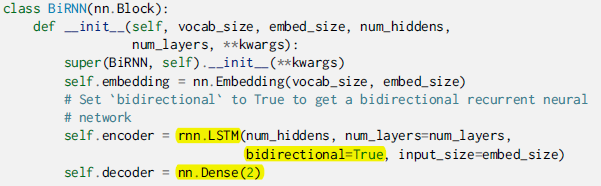 class BiRNN(nn.Block):
    def __init__(self, vocab_size, embed_size, num_hiddens,
                 num_layers, **kwargs):
        super(BiRNN, self).__init__(**kwargs)
        self.embedding = nn.Embedding(vocab_size, embed_size)
        # Set `bidirectional` to True to get a bidirectional recurrent neural
        # network
        self.encoder = rnn.LSTM(num_hiddens, num_layers=num_layers,
                                bidirectional=True, input_size=embed_size)
        self.decoder = nn.Dense(2)